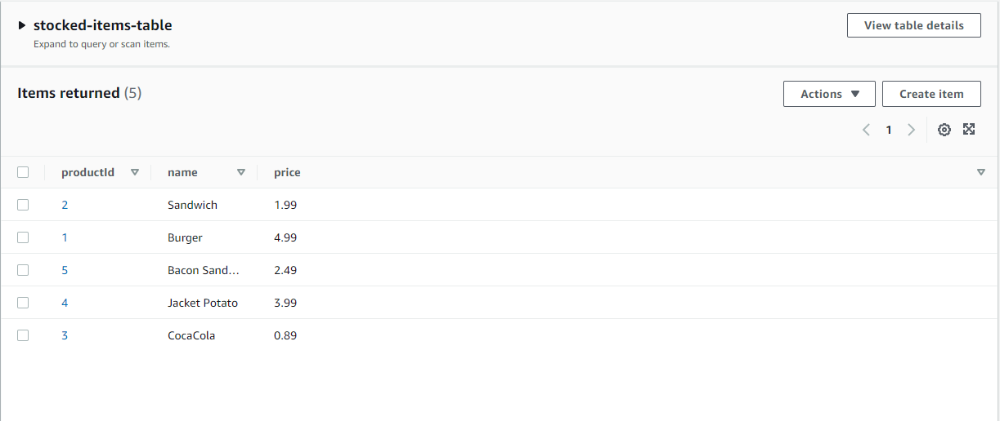 stocked-items-table
View table details
Expand to query or scan items.
Items returned (5)
Actions
Create item
1
productId name price
2 Sandwich 1.99
1 Burger 4.99
5 Bacon Sand... 2.49
4 Jacket Potato 3.99
3 CocaCola 0.89